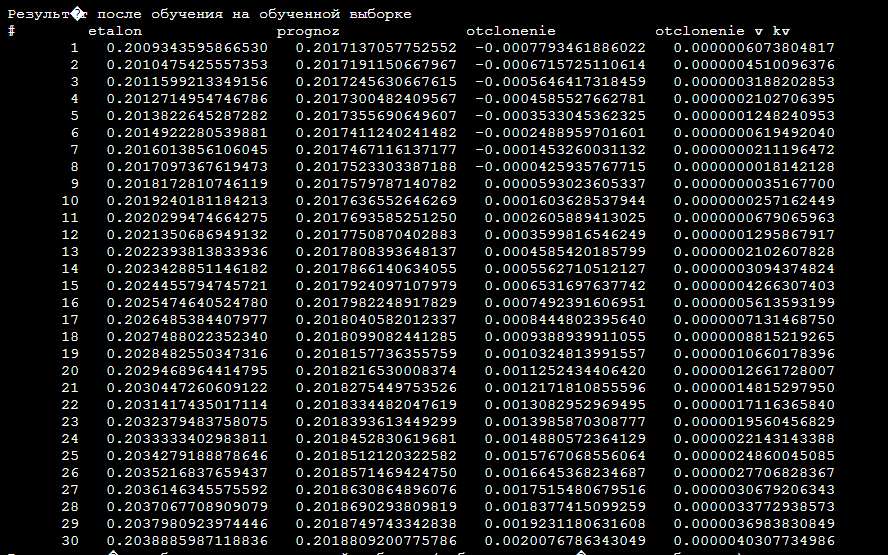 Результ�т после обучения на обученной выборке
# etalon prognoz otclonenie otclonenie v kv
1 0.2009343595866530 0.2017137057752552 -0.0007793461886022 0.0000006073804817
2 0.2010475425557353 0.2017191150667967 -0.0006715725110614 0.0000004510096376
3 0.2011599213349156 0.2017245630667615 -0.0005646417318459 0.0000003188202853
4 0.2012714954746786 0.2017300482409567 -0.0004585527662781 0.0000002102706395
5 0.2013822645287282 0.2017355690649607 -0.0003533045362325 0.0000001248240953
6 0.2014922280539881 0.2017411240241482 -0.0002488959701601 0.0000000619492040
7 0.2016013856106045 0.2017467116137177 -0.0001453260031132 0.0000000211196472
8 0.2017097367619473 0.2017523303387188 -0.0000425935767715 0.0000000018142128
9 0.2018172810746119 0.2017579787140782 0.0000593023605337 0.0000000035167700
10 0.2019240181184213 0.2017636552646269 0.0001603628537944 0.0000000257162449
11 0.2020299474664275 0.2017693585251250 0.0002605889413025 0.0000000679065963
12 0.2021350686949132 0.2017750870402883 0.0003599816546249 0.0000001295867917
13 0.2022393813833936 0.2017808393648137 0.0004585420185799 0.0000002102607828
14 0.2023428851146182 0.2017866140634055 0.0005562710512127 0.0000003094374824
15 0.2024455794745721 0.2017924097107979 0.0006531697637742 0.0000004266307403
16 0.2025474640524780 0.2017982248917829 0.0007492391606951 0.0000005613593199
17 0.2026485384407977 0.2018040582012337 0.0008444802395640 0.0000007131468750
18 0.2027488022352340 0.2018099082441285 0.0009388939911055 0.0000008815219265
19 0.2028482550347316 0.2018157736355759 0.0010324813991557 0.0000010660178396
20 0.2029468964414795 0.2018216530008374 0.0011252434406420 0.0000012661728007
21 0.2030447260609122 0.2018275449753526 0.0012171810855596 0.0000014815297950
22 0.2031417435017114 0.2018334482047619 0.0013082952969495 0.0000017116365840
23 0.2032379483758075 0.2018393613449299 0.0013985870308777 0.0000019560456829
24 0.2033333402983811 0.2018452830619681 0.0014880572364129 0.0000022143143388
25 0.2034279188878646 0.2018512120322582 0.0015767068556064 0.0000024860045085
26 0.2035216837659437 0.2018571469424750 0.0016645368234687 0.0000027706828367
27 0.2036146345575592 0.2018630864896076 0.0017515480679516 0.0000030679206343
28 0.2037067708909079 0.2018690293809819 0.0018377415099259 0.0000033772938573
29 0.2037980923974446 0.2018749743342838 0.0019231180631608 0.0000036983830849
30 0.2038885987118836 0.2018809200775786 0.0020076786343049 0.0000040307734986